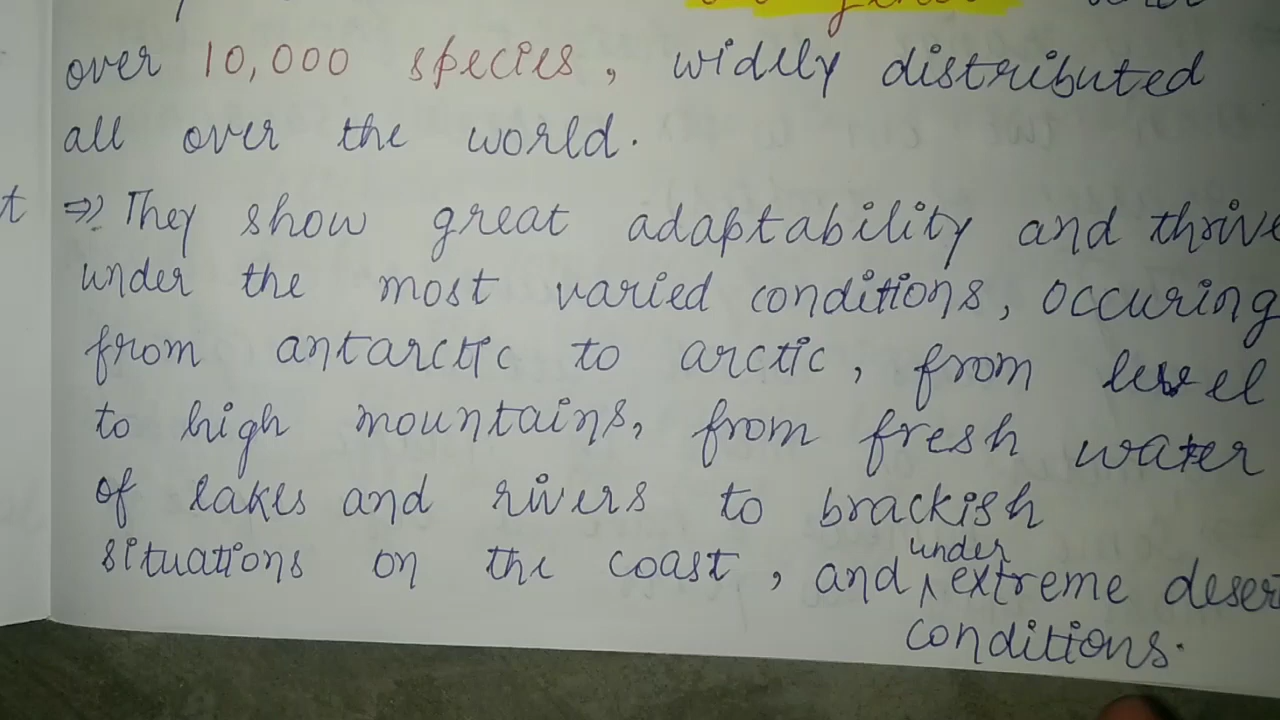 over 10,000 species, widely distributed
all over the world.
t ⇒ They show great adaptability and thrive
under the most varied conditions, occuring
from antarctic to arctic, from level
to high mountains, from fresh water
of lakes and rivers to brackish
situations on the coast, and under extreme deser
conditions.